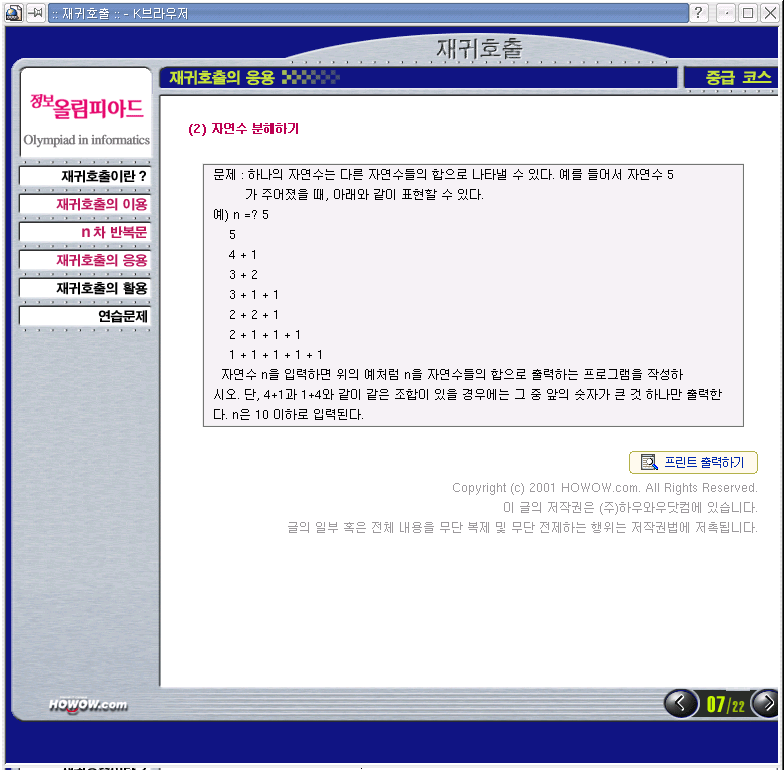 :: 재귀호출 :: - K브라우저
재귀호출
재귀호출의 응용
중급 코스
정보올림피아드
Olympiad in informatics
재귀호출이란 ?
재귀호출의 이용
n 차 반복문
재귀호출의 응용
재귀호출의 활용
연습문제
(2) 자연수 분해하기
문제 : 하나의 자연수는 다른 자연수들의 합으로 나타낼 수 있다. 예를 들어서 자연수 5
가 주어졌을 때, 아래와 같이 표현할 수 있다.
예) n =? 5
5
4 + 1
3 + 2
3 + 1 + 1
2 + 2 + 1
2 + 1 + 1 + 1
1 + 1 + 1 + 1 + 1
자연수 n을 입력하면 위의 예처럼 n을 자연수들의 합으로 출력하는 프로그램을 작성하
시오. 단, 4+1과 1+4와 같이 같은 조합이 있을 경우에는 그 중 앞의 숫자가 큰 것 하나만 출력한
다. n은 10 이하로 입력된다.
프린트 출력하기
Copyright (c) 2001 HOWOW.com. All Rights Reserved.
이 글의 저작권은 (주)하우와우닷컴에 있습니다.
글의 일부 혹은 전체 내용을 무단 복제 및 무단 전제하는 행위는 저작권법에 저촉됩니다.
HOWOW.com
07/22